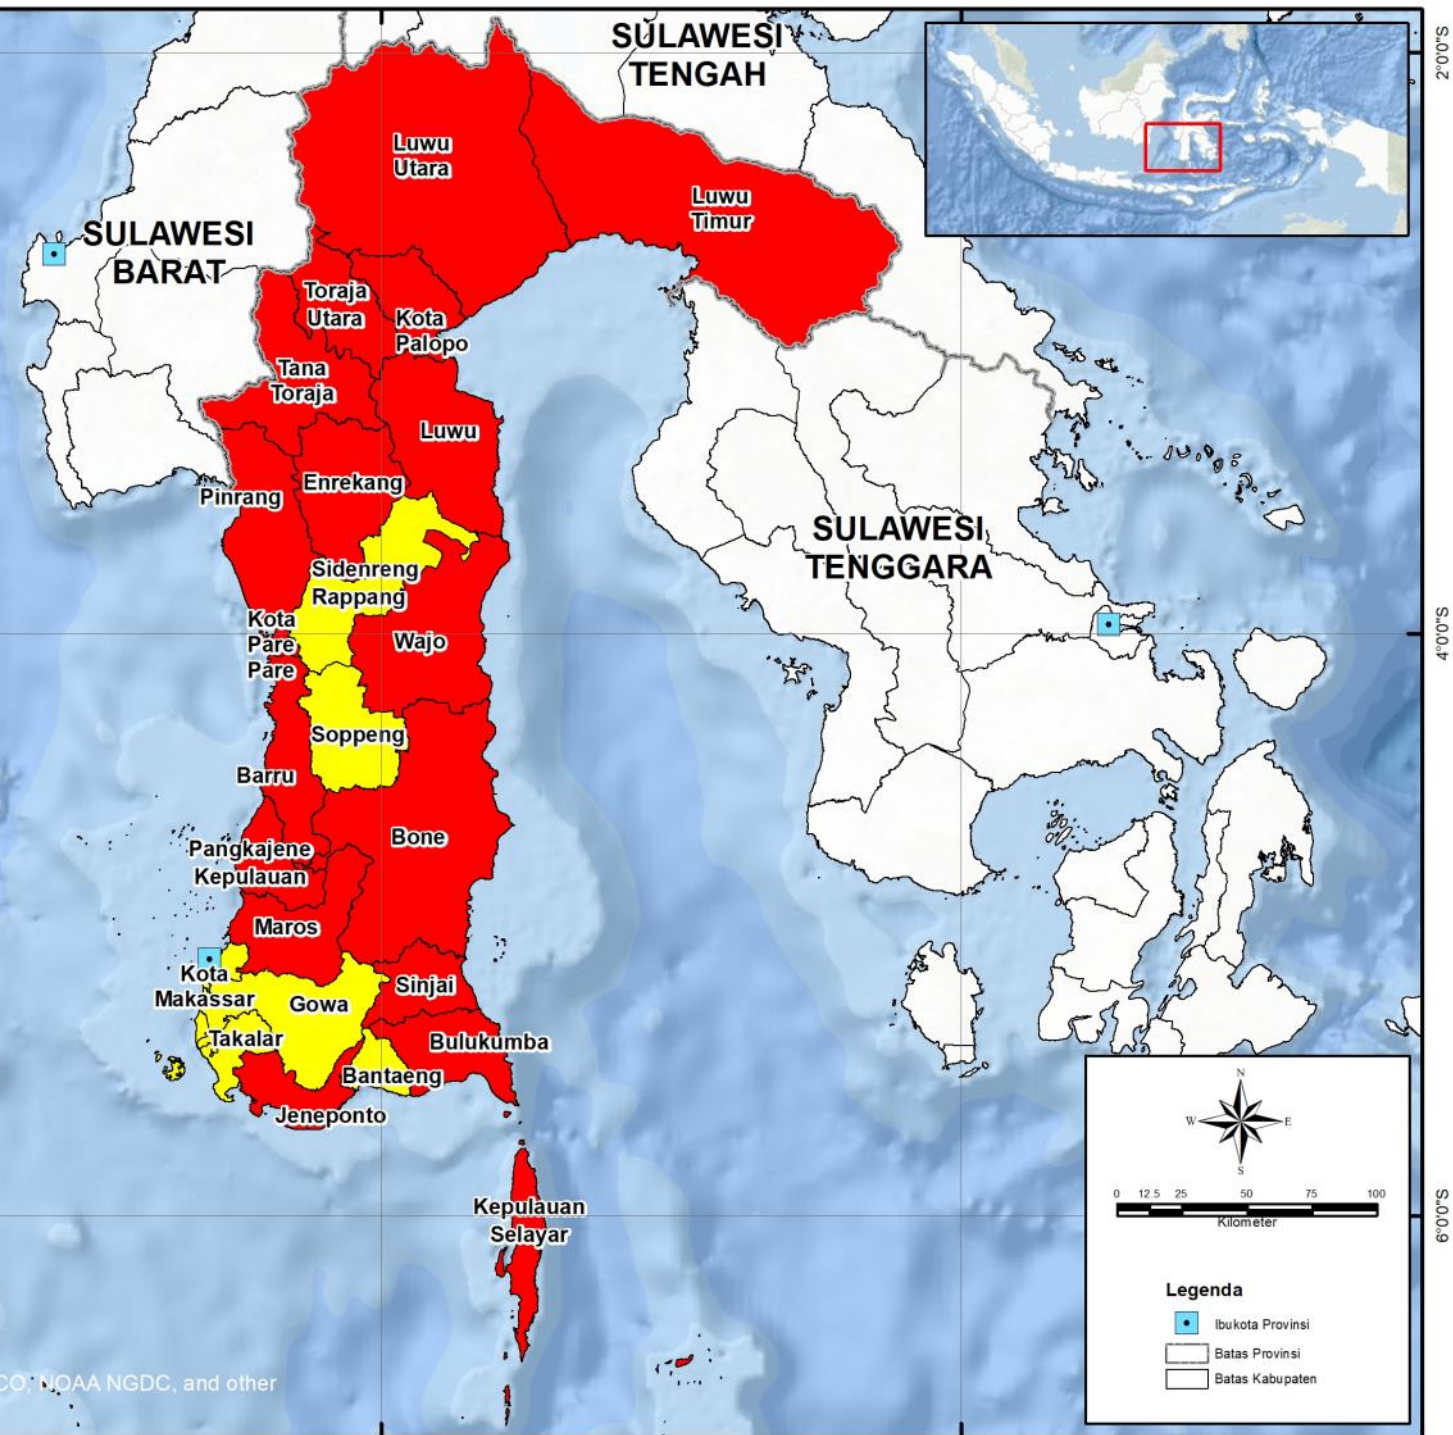 SULAWESI
TENGAH
2°0'0"S
Luwu
Utara
Luwu
Timur
SULAWESI
BARAT
Toraja
Utara
Kota
Palopo
Tana
Toraja
Luwu
Pinrang
Enrekang
SULAWESI
TENGGARA
Sidenreng
Rappang
Kota
Pare
Pare
Wajo
4°0'0"S
Soppeng
Barru
Bone
Pangkajene
Kepulauan
Maros
Kota
Makassar
Gowa
Sinjai
Takalar
Bulukumba
Bantaeng
Jeneponto
Kepulauan
Selayar
N
W E
S
0 12.5 25 50 75 100
Kilometer
6°0'0"S
Legenda
Ibukota Provinsi
Batas Provinsi
Batas Kabupaten
CO, NOAA NGDC, and other